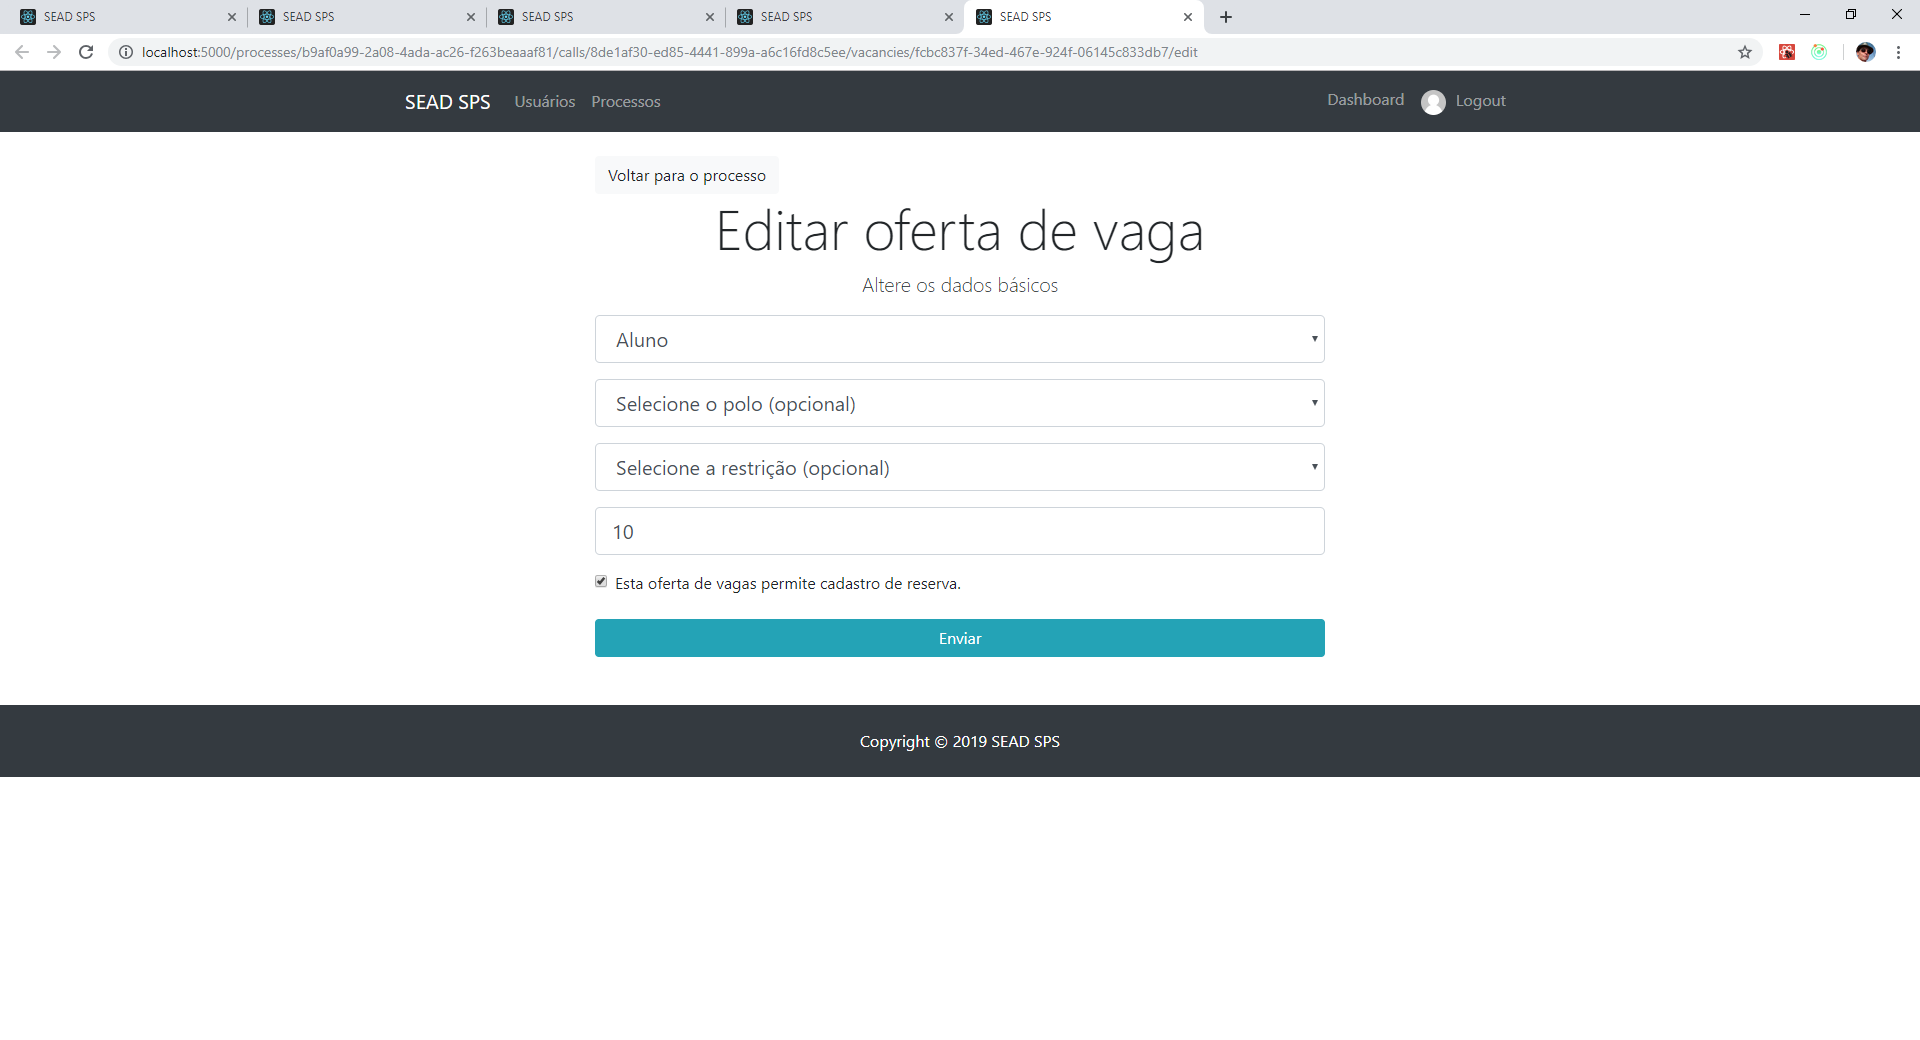 SEAD SPS
SEAD SPS
SEAD SPS
SEAD SPS
SEAD SPS
localhost:5000/processes/b9af0a99-2a08-4ada-ac26-f263beaaaf81/calls/8de1af30-ed85-4441-899a-a6c16fd8c5ee/vacancies/fcbc837f-34ed-467e-924f-06145c833db7/edit
SEAD SPS Usuários Processos Dashboard Logout
Voltar para o processo
Editar oferta de vaga
Altere os dados básicos
Aluno
Selecione o polo (opcional)
Selecione a restrição (opcional)
10
Esta oferta de vagas permite cadastro de reserva.
Enviar
Copyright © 2019 SEAD SPS